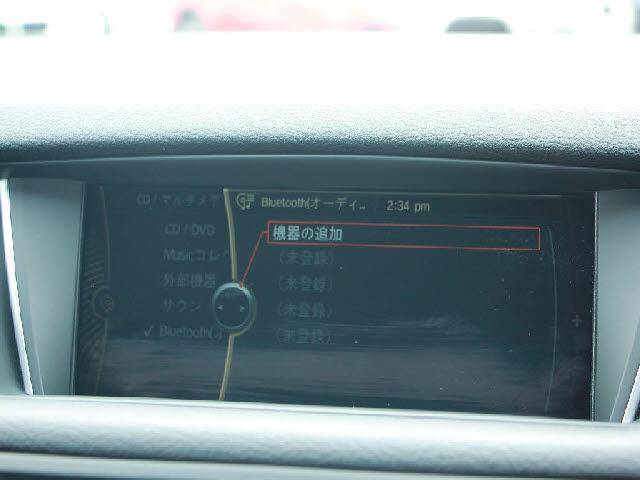 CD / マルチメデ
Bluetooth(オーディ... 2:34 pm
CD / DVD
機器の追加
Musicコレ
(未登録)
外部機器
(未登録)
サウン
(未登録)
✓ Bluetooth(
(未登録)